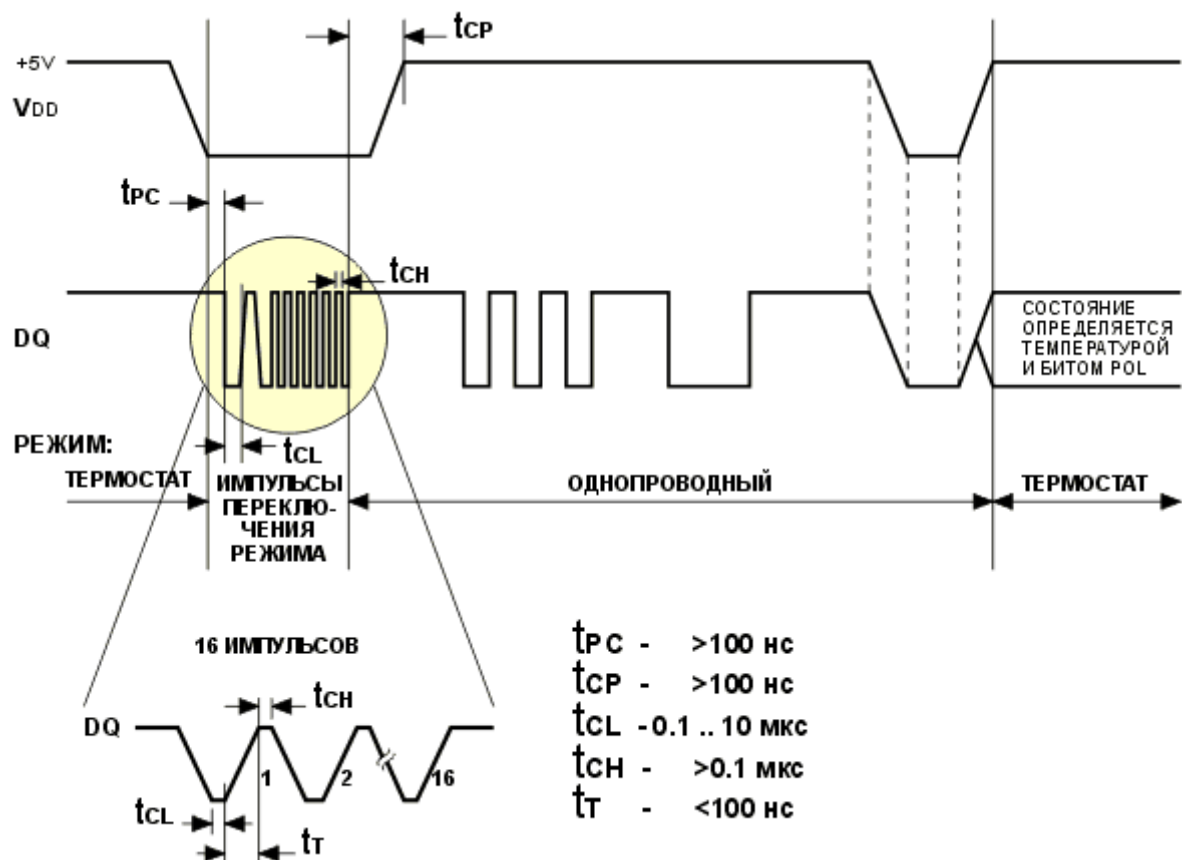 tCP
+5V
VDD
tPC
tCH
DQ
СОСТОЯНИЕ
ОПРЕДЕЛЯЕТСЯ
ТЕМПЕРАТУРОЙ
И БИТОМ POL
РЕЖИМ:
tCL
ТЕРМОСТАТ
ИМПУЛЬСЫ
ПЕРЕКЛЮ-
ЧЕНИЯ
РЕЖИМА
ОДНОПРОВОДНЫЙ
ТЕРМОСТАТ
16 ИМПУЛЬСОВ
tCH
DQ
1
2
16
tCL
tT
tPC - >100 нс
tCP - >100 нс
tCL -0.1 .. 10 мкс
tCH - >0.1 мкс
tT - <100 нс